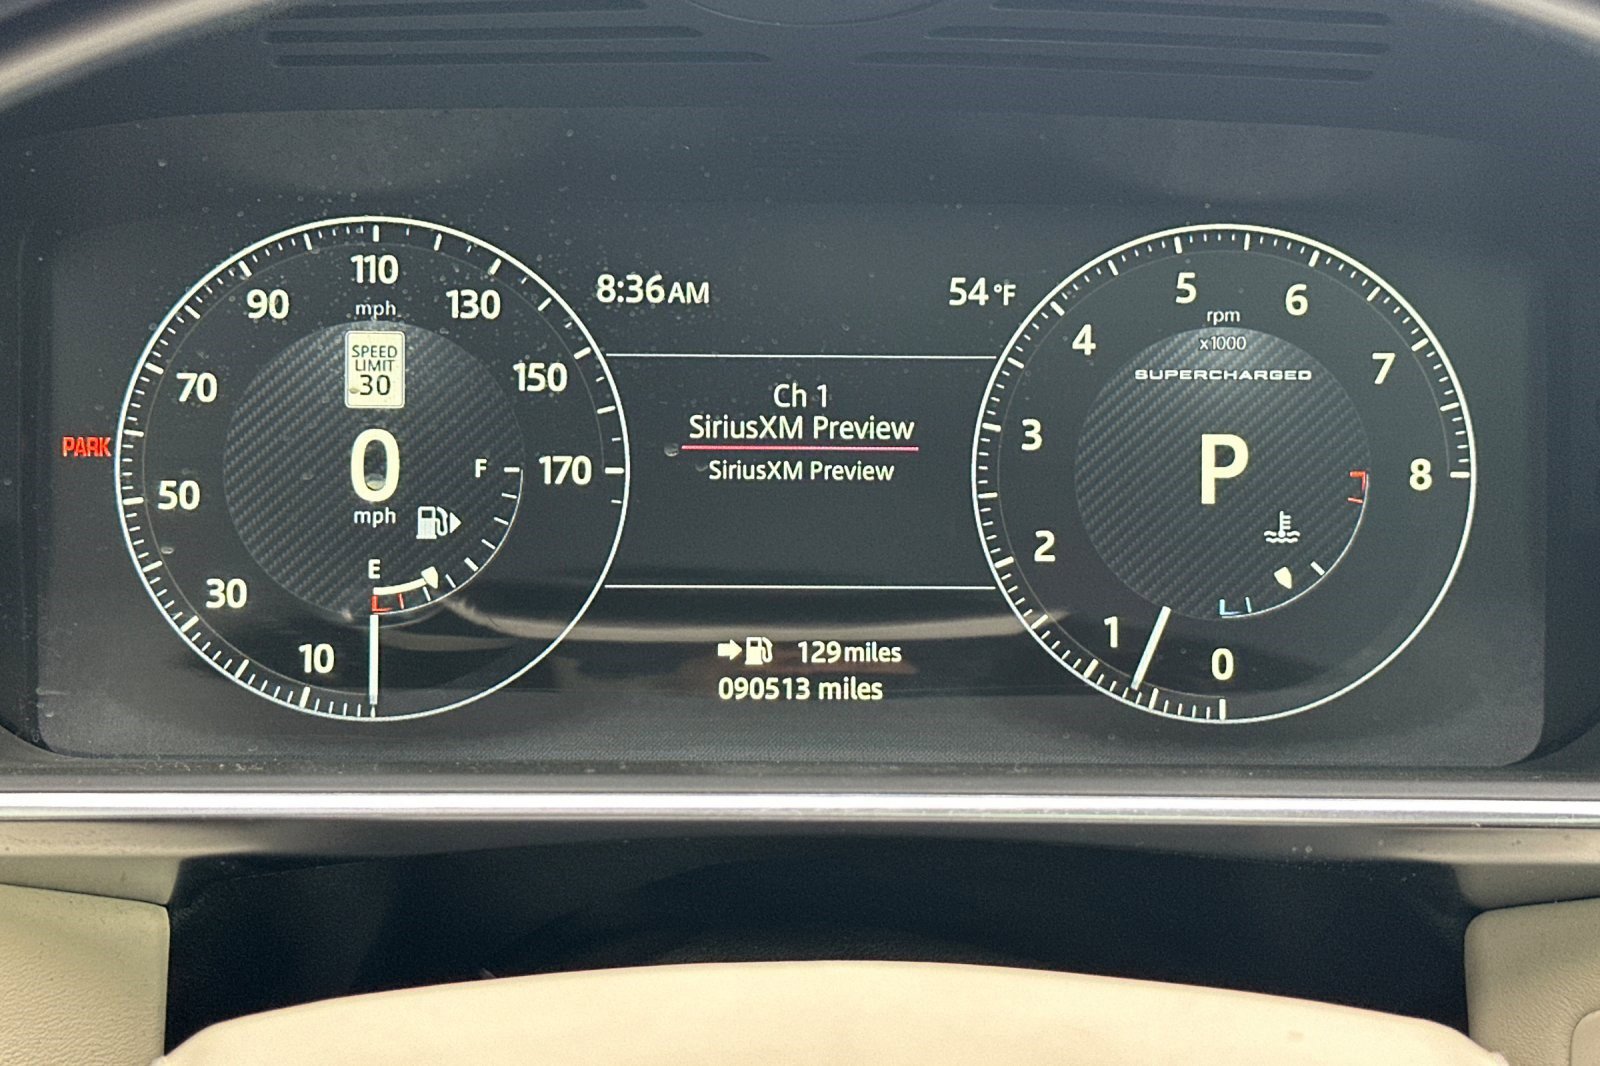 8:36AM
54°F
PARK
10
30
50
70
90
110
130
150
170
mph
SPEED
LIMIT
30
0
mph
F
E
Ch 1
SiriusXM Preview
SiriusXM Preview
129 miles
090513 miles
0
1
2
3
4
5
6
7
8
rpm
x1000
SUPERCHARGED
P